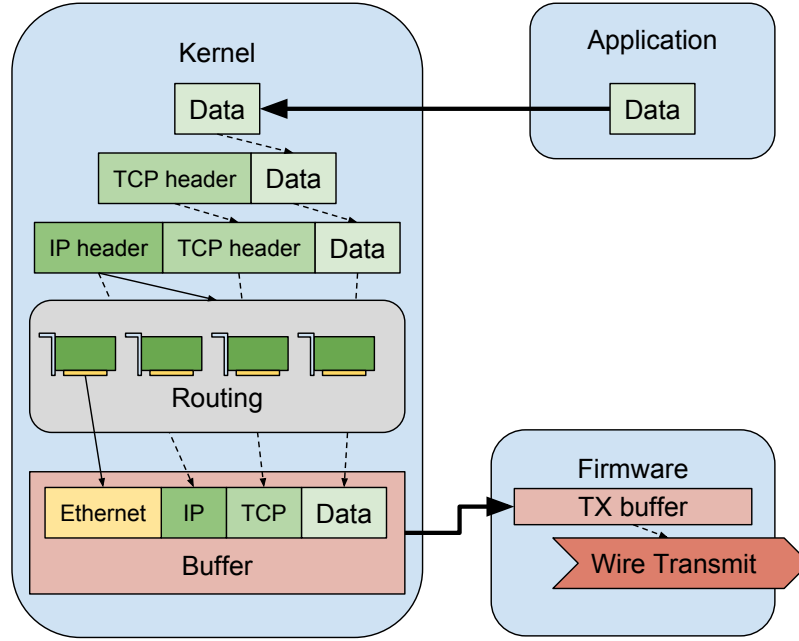 Kernel
Application
Data
Data
TCP header
Data
IP header
TCP header
Data
Routing
Ethernet
IP
TCP
Data
Buffer
Firmware
TX buffer
Wire Transmit